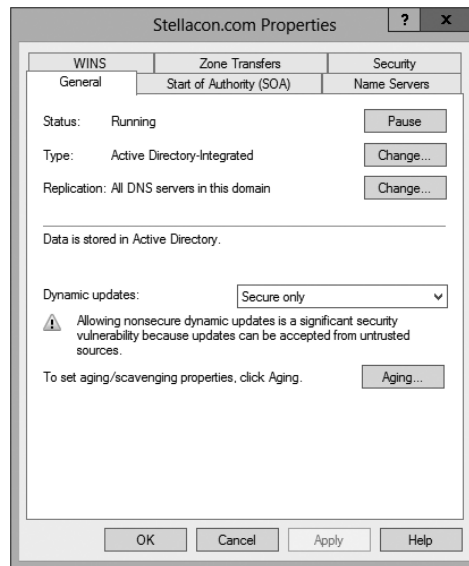 Stellacon.com Properties
? x
WINS Zone Transfers Security
General Start of Authority (SOA) Name Servers
Status: Running Pause
Type: Active Directory-Integrated Change...
Replication: All DNS servers in this domain Change...
Data is stored in Active Directory.
Dynamic updates: Secure only
Allowing nonsecure dynamic updates is a significant security
vulnerability because updates can be accepted from untrusted
sources.
To set aging/scavenging properties, click Aging. Aging...
OK Cancel Apply Help